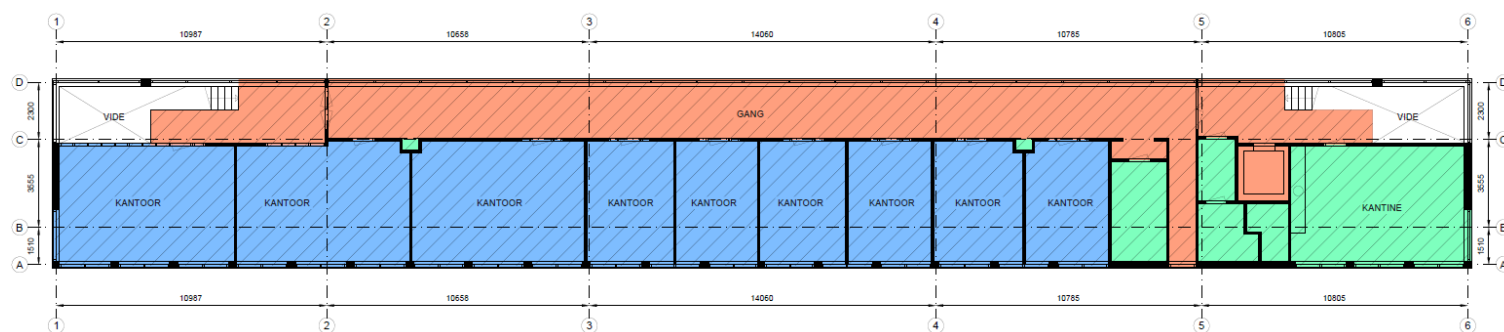 1 2 3 4 5 6
10987 10658 14060 10785 10805
D D
2300 VIDE GANG VIDE 2300
C C
3555 KANTOOR KANTOOR KANTOOR KANTOOR KANTOOR KANTOOR KANTOOR KANTOOR KANTOOR KANTINE 3555
B B
1510 1510
A A
10987 10658 14060 10785 10805
1 2 3 4 5 6